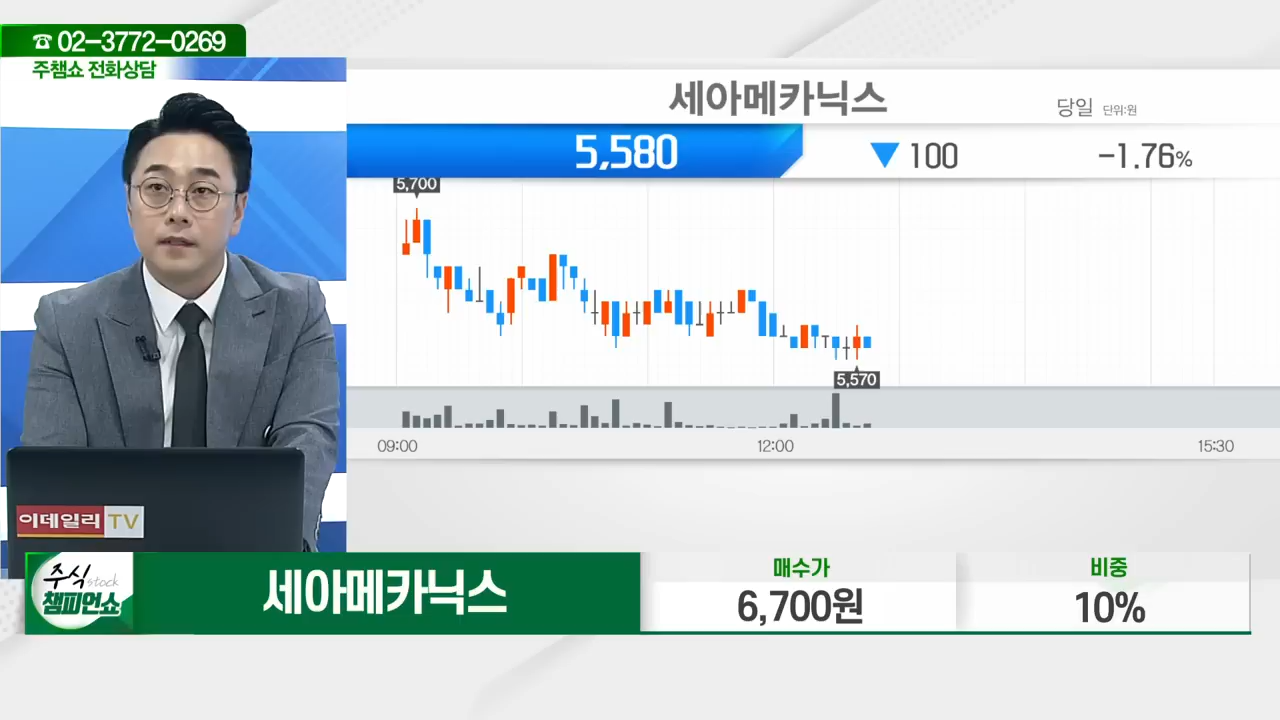 ☎ 02-3772-0269
주챔쇼 전화상담
세아메카닉스
당일 단위:원
5,580 ▼ 100 -1.76%
5,700
5,570
09:00 12:00 15:30
이데일리 TV
주식 stock
챔피언쇼
세아메카닉스
매수가
6,700원
비중
10%